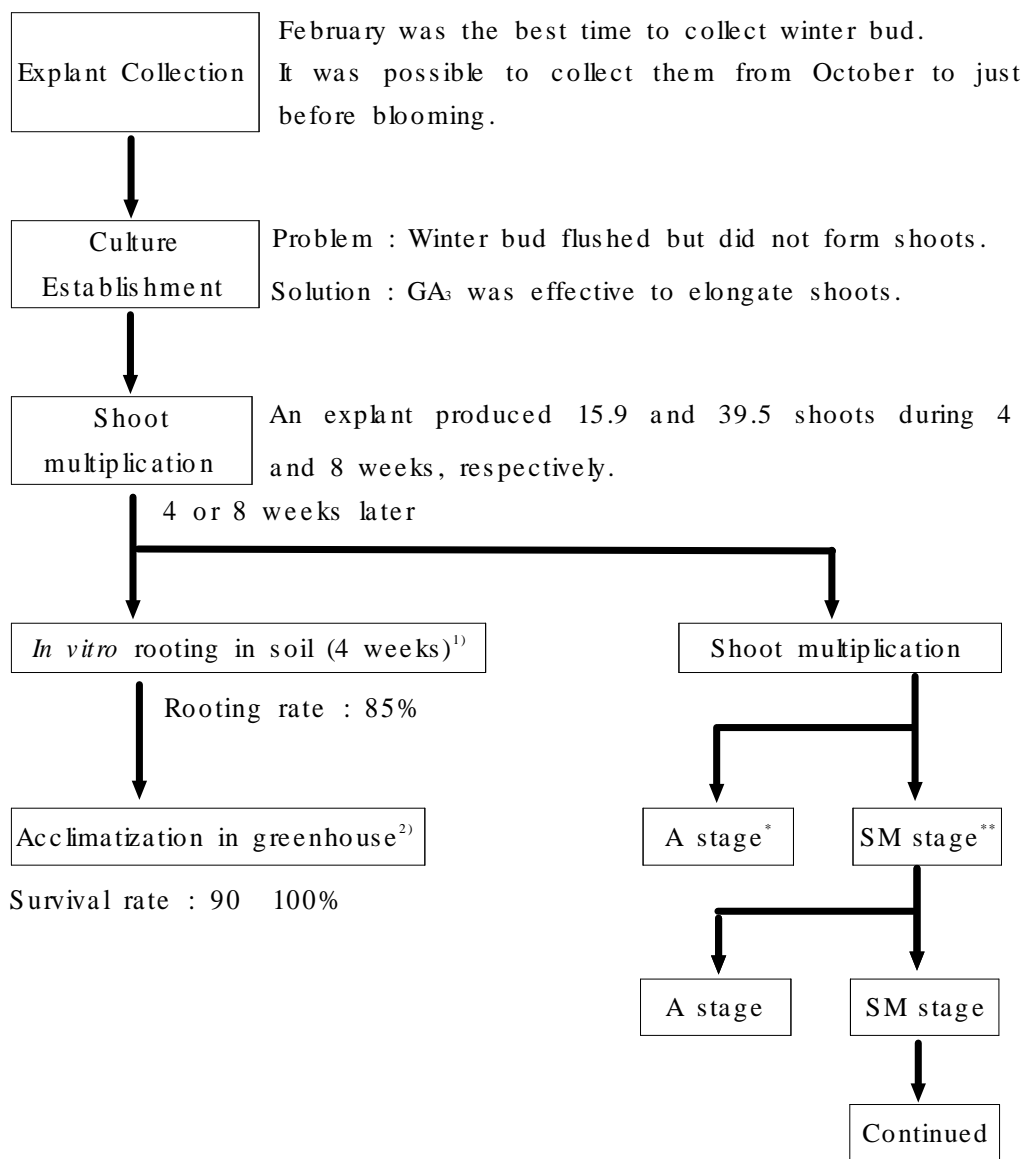 Explant Collection
February was the best time to collect winter bud.
It was possible to collect them from October to just
before blooming.
Culture
Establishment
Problem : Winter bud flushed but did not form shoots.
Solution : GA₃ was effective to elongate shoots.
Shoot
multiplication
An explant produced 15.9 and 39.5 shoots during 4
and 8 weeks, respectively.
4 or 8 weeks later
In vitro rooting in soil (4 weeks)¹⁾
Shoot multiplication
Rooting rate : 85%
Acclimatization in greenhouse²⁾
A stage*
SM stage**
Survival rate : 90 100%
A stage
SM stage
Continued